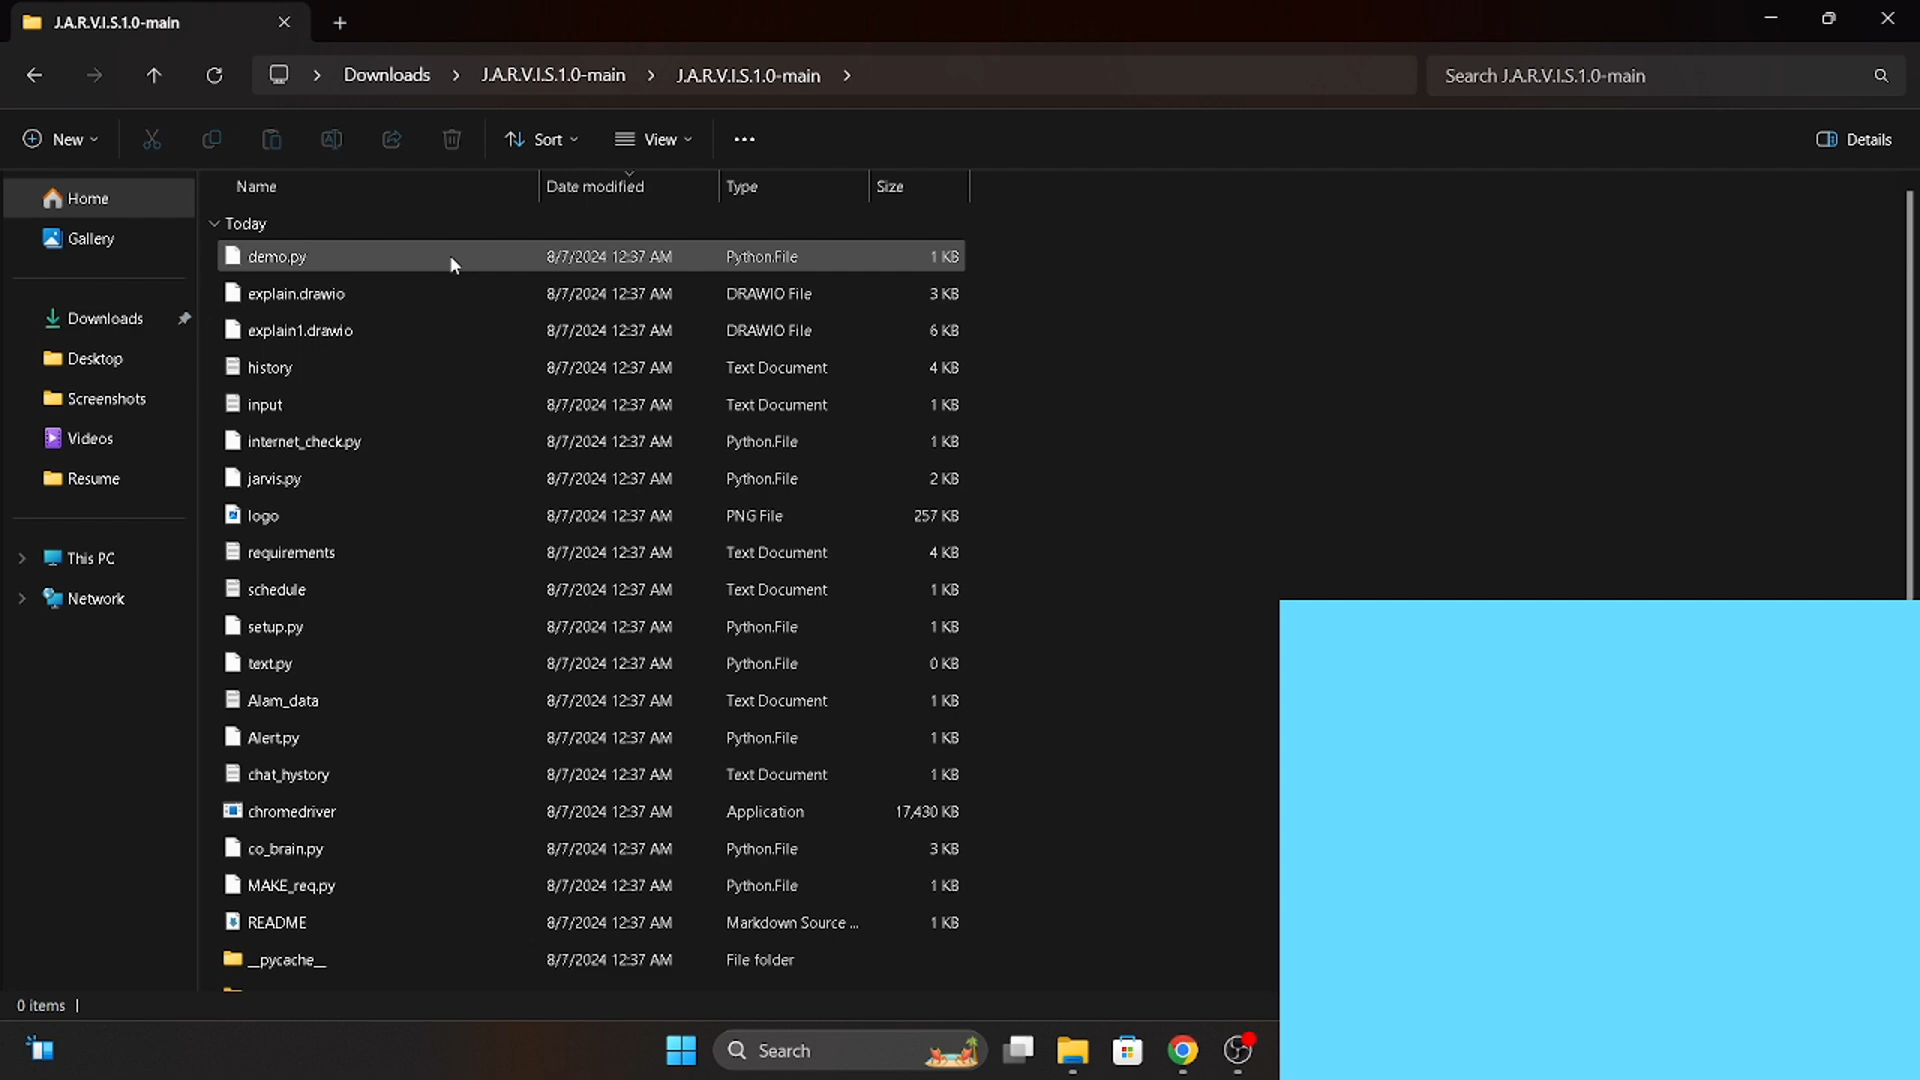 J.A.R.V.I.S.1.0-main
Downloads > J.A.R.V.I.S.1.0-main > J.A.R.V.I.S.1.0-main >
Search J.A.R.V.I.S.1.0-main
New
Sort
View
Details
Name Date modified Type Size
Home
Gallery
Downloads
Desktop
Screenshots
Videos
Resume
This PC
Network
Today
demo.py 8/7/2024 12:37 AM Python.File 1 KB
explain.drawio 8/7/2024 12:37 AM DRAWIO File 3 KB
explain1.drawio 8/7/2024 12:37 AM DRAWIO File 6 KB
history 8/7/2024 12:37 AM Text Document 4 KB
input 8/7/2024 12:37 AM Text Document 1 KB
internet_check.py 8/7/2024 12:37 AM Python.File 1 KB
jarvis.py 8/7/2024 12:37 AM Python.File 2 KB
logo 8/7/2024 12:37 AM PNG File 257 KB
requirements 8/7/2024 12:37 AM Text Document 4 KB
schedule 8/7/2024 12:37 AM Text Document 1 KB
setup.py 8/7/2024 12:37 AM Python.File 1 KB
text.py 8/7/2024 12:37 AM Python.File 0 KB
Alam_data 8/7/2024 12:37 AM Text Document 1 KB
Alert.py 8/7/2024 12:37 AM Python.File 1 KB
chat_hystory 8/7/2024 12:37 AM Text Document 1 KB
chromedriver 8/7/2024 12:37 AM Application 17,430 KB
co_brain.py 8/7/2024 12:37 AM Python.File 3 KB
MAKE_req.py 8/7/2024 12:37 AM Python.File 1 KB
README 8/7/2024 12:37 AM Markdown Source ... 1 KB
__pycache__ 8/7/2024 12:37 AM File folder
0 items
Search